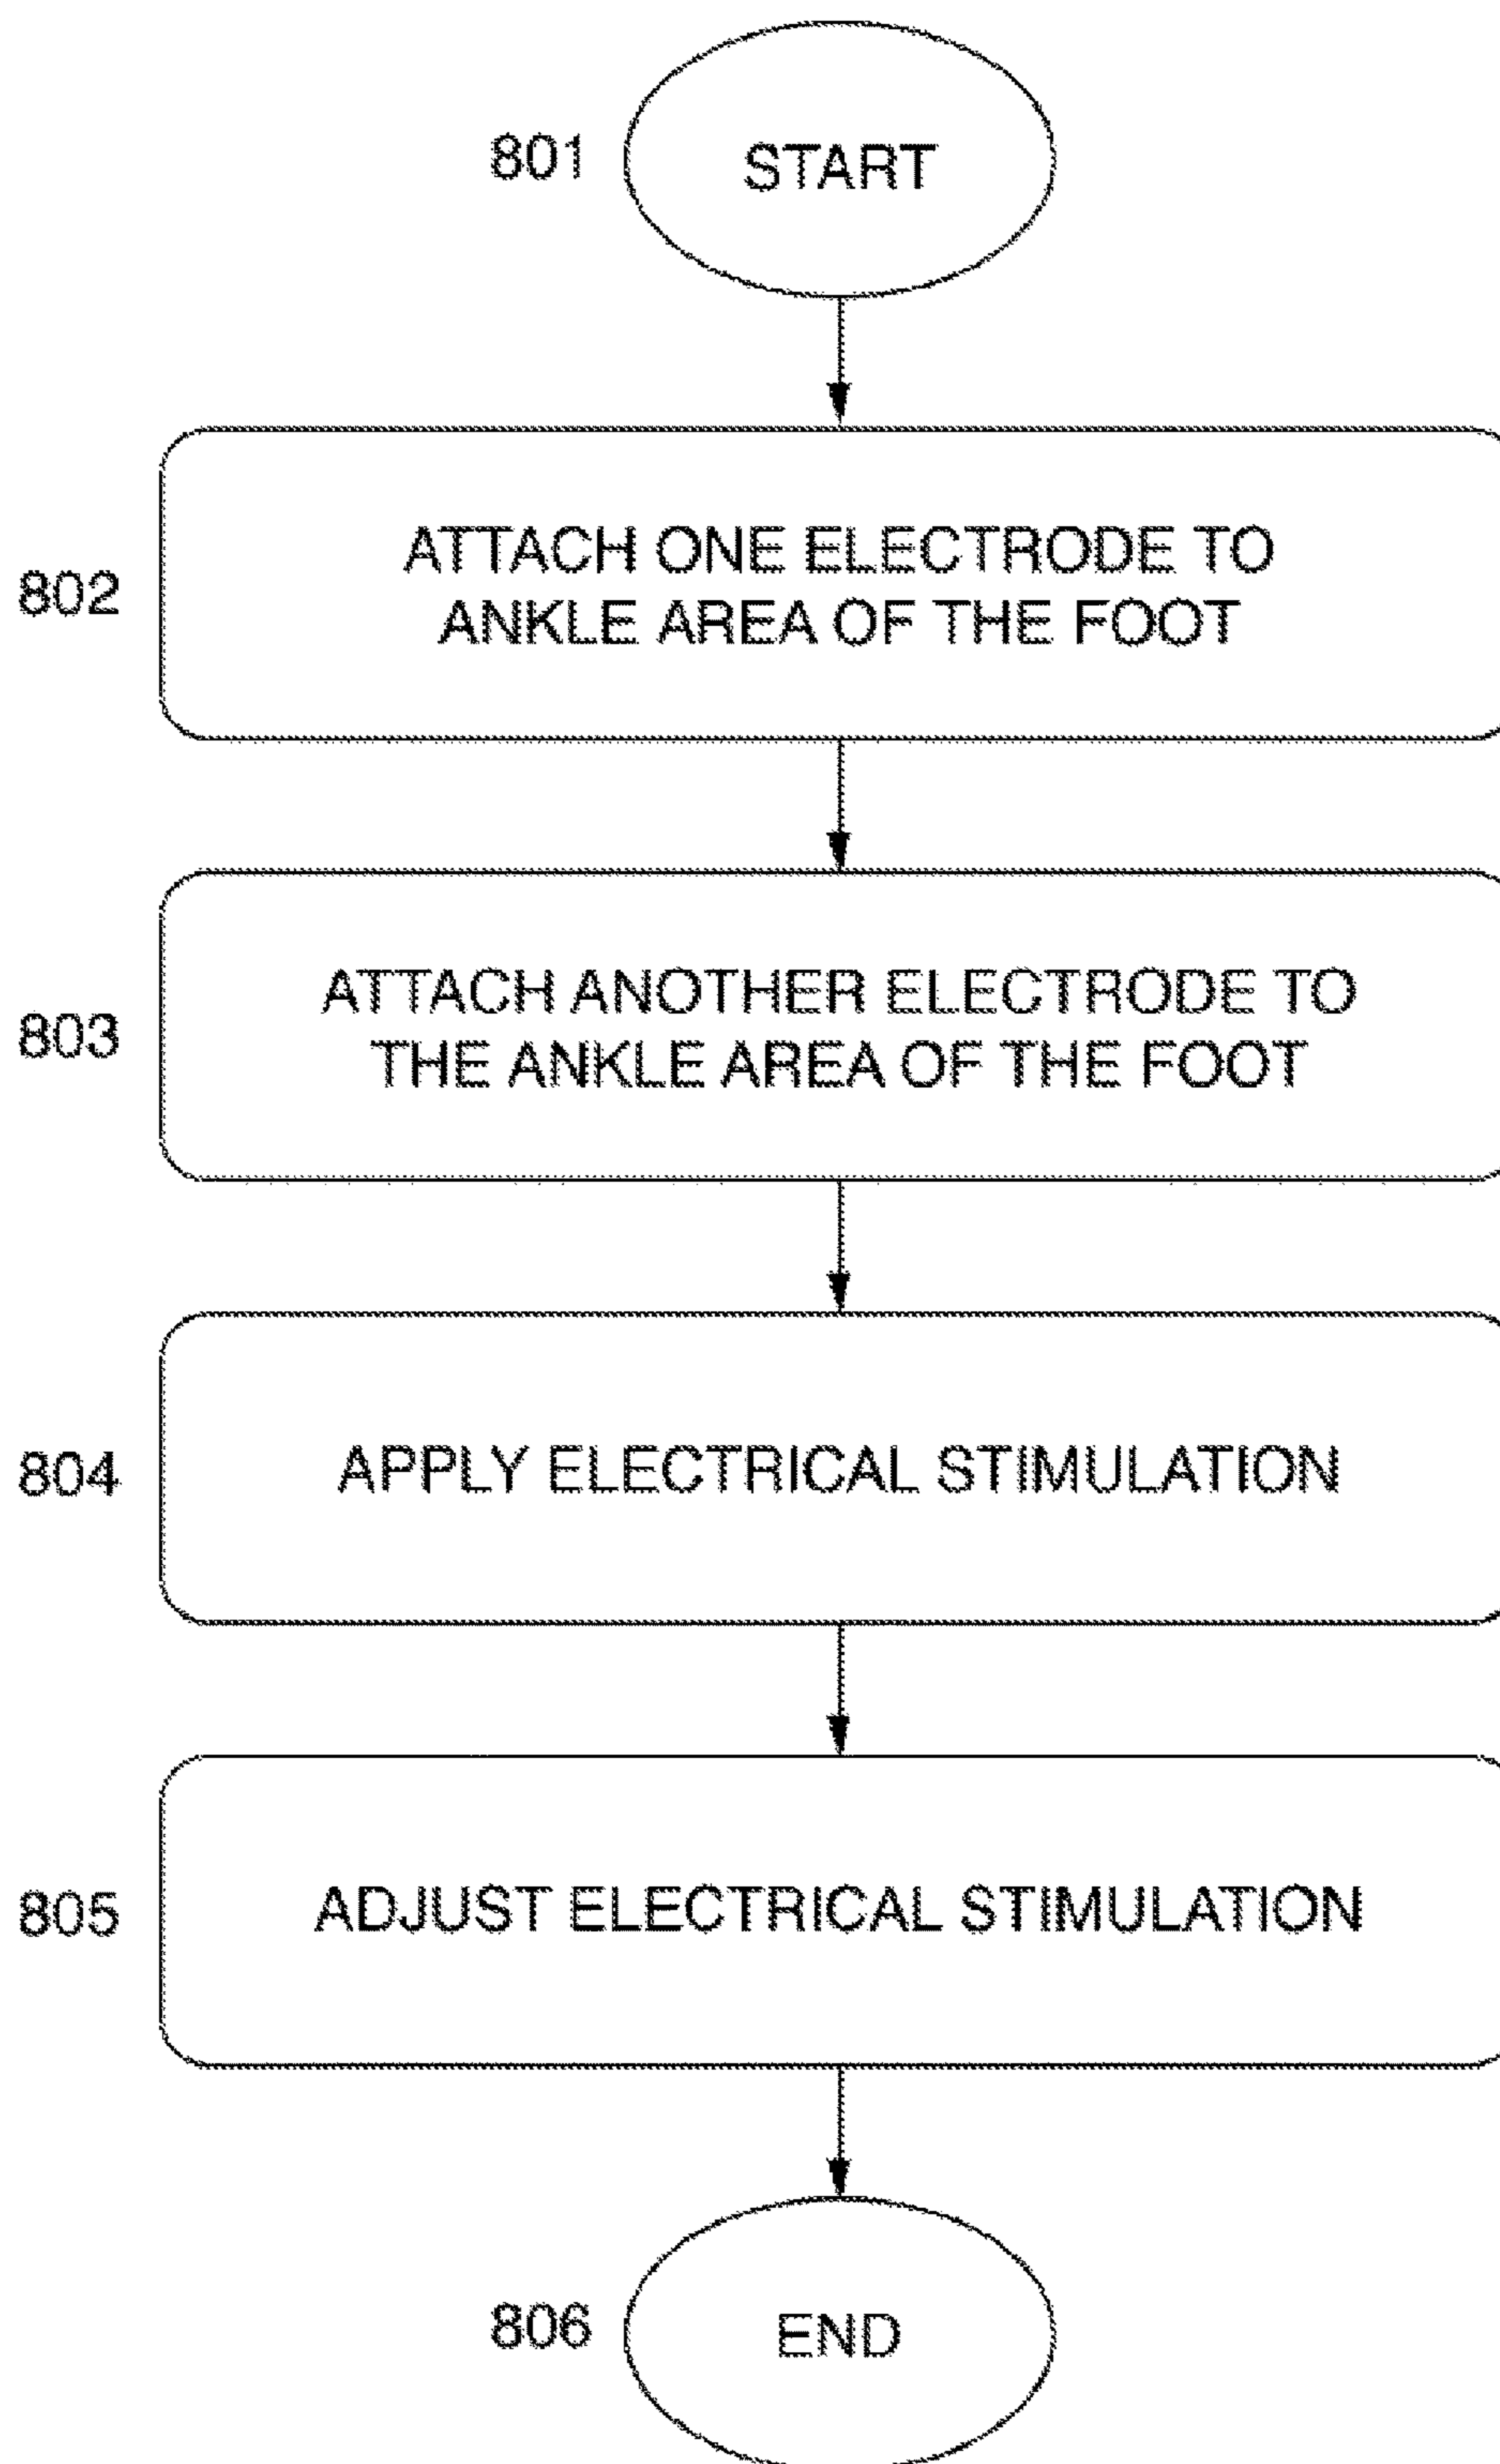 801 START
802 ATTACH ONE ELECTRODE TO
ANKLE AREA OF THE FOOT
803 ATTACH ANOTHER ELECTRODE TO
THE ANKLE AREA OF THE FOOT
804 APPLY ELECTRICAL STIMULATION
805 ADJUST ELECTRICAL STIMULATION
806 END